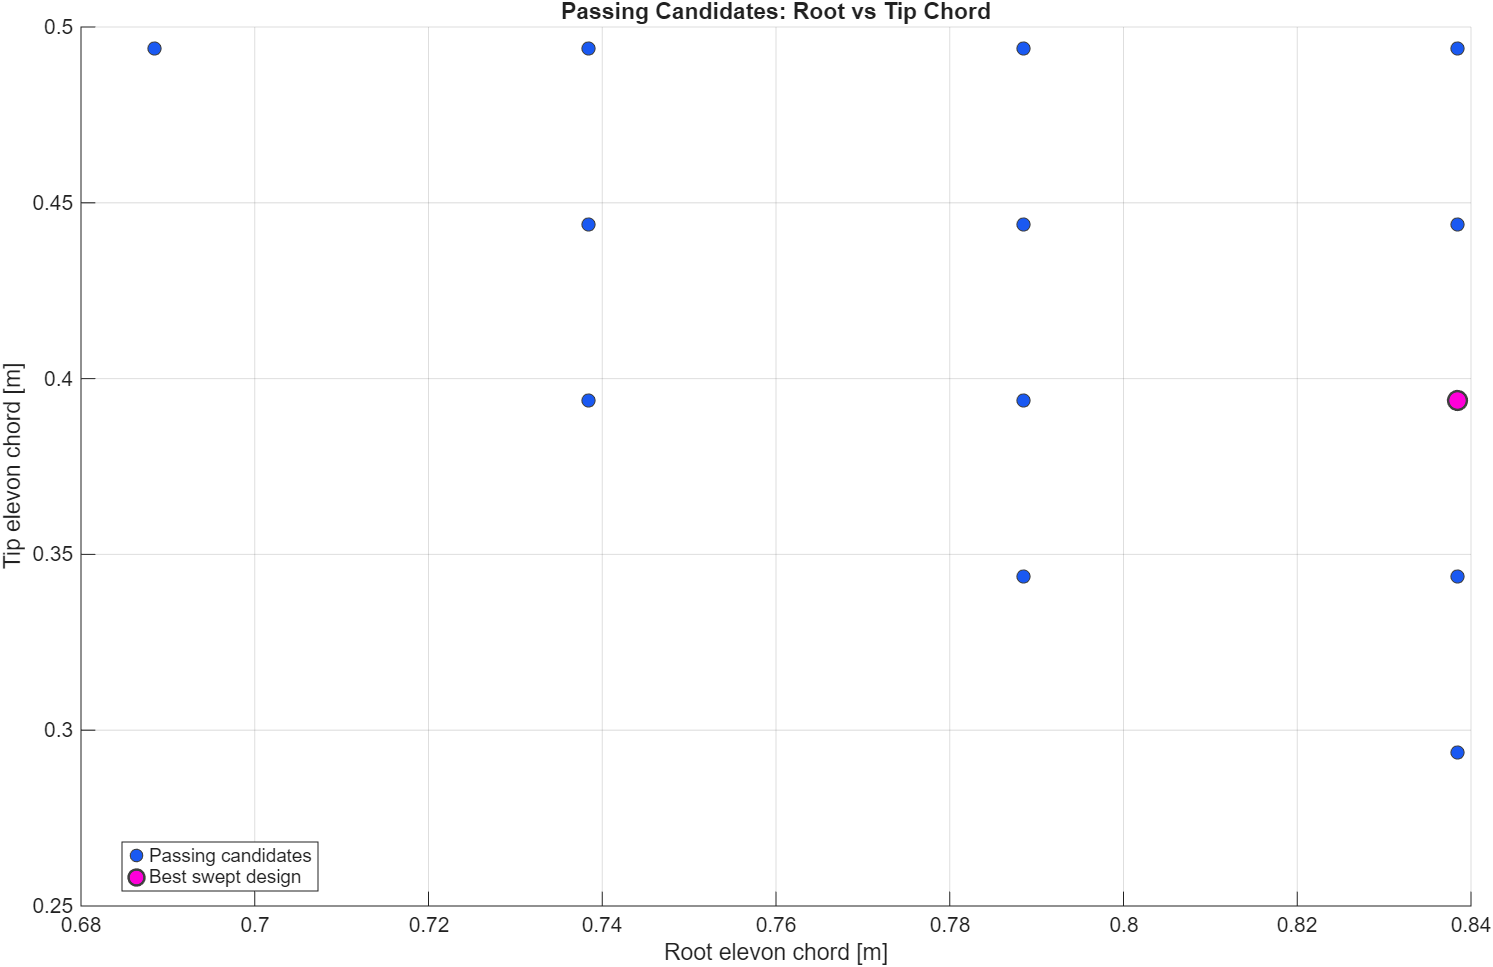 Passing Candidates: Root vs Tip Chord
0.5
0.45
0.4
0.35
0.3
0.25
Tip elevon chord [m]
Passing candidates
Best swept design
0.68 0.7 0.72 0.74 0.76 0.78 0.8 0.82 0.84
Root elevon chord [m]